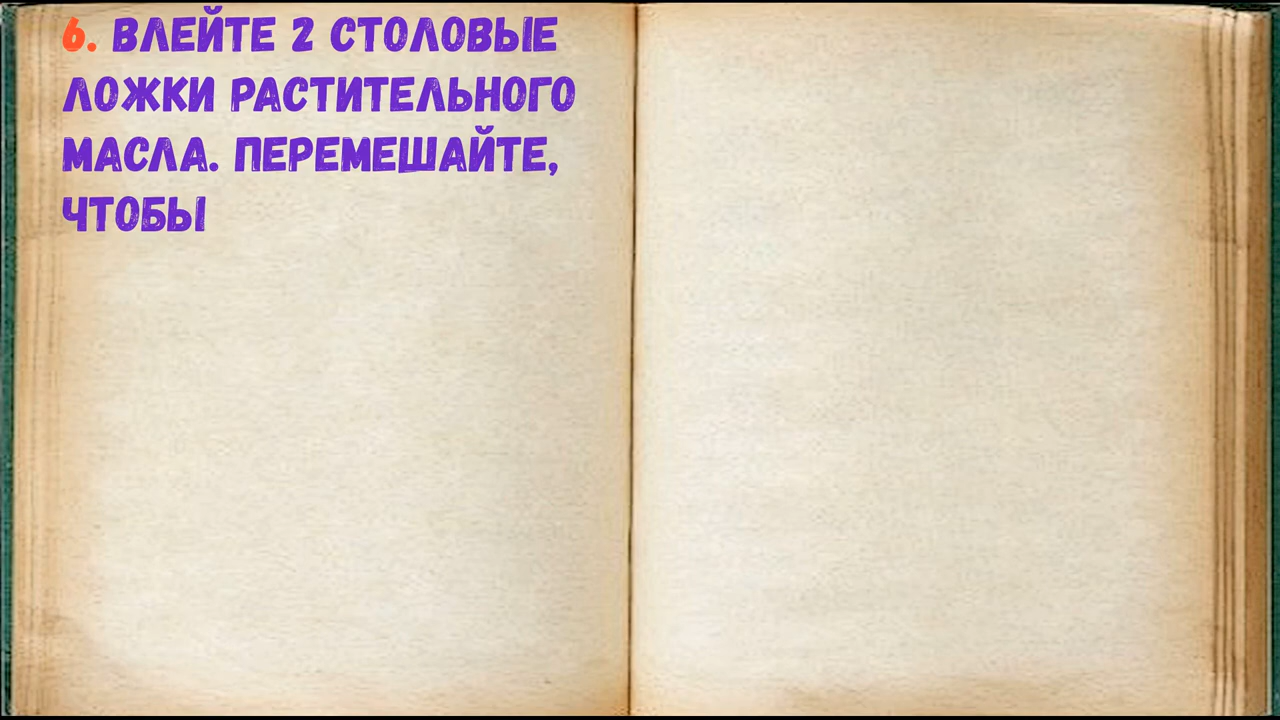 6. ВЛЕЙТЕ 2 СТОЛОВЫЕ
ЛОЖКИ РАСТИТЕЛЬНОГО
МАСЛА. ПЕРЕМЕШАЙТЕ,
ЧТОБЫ